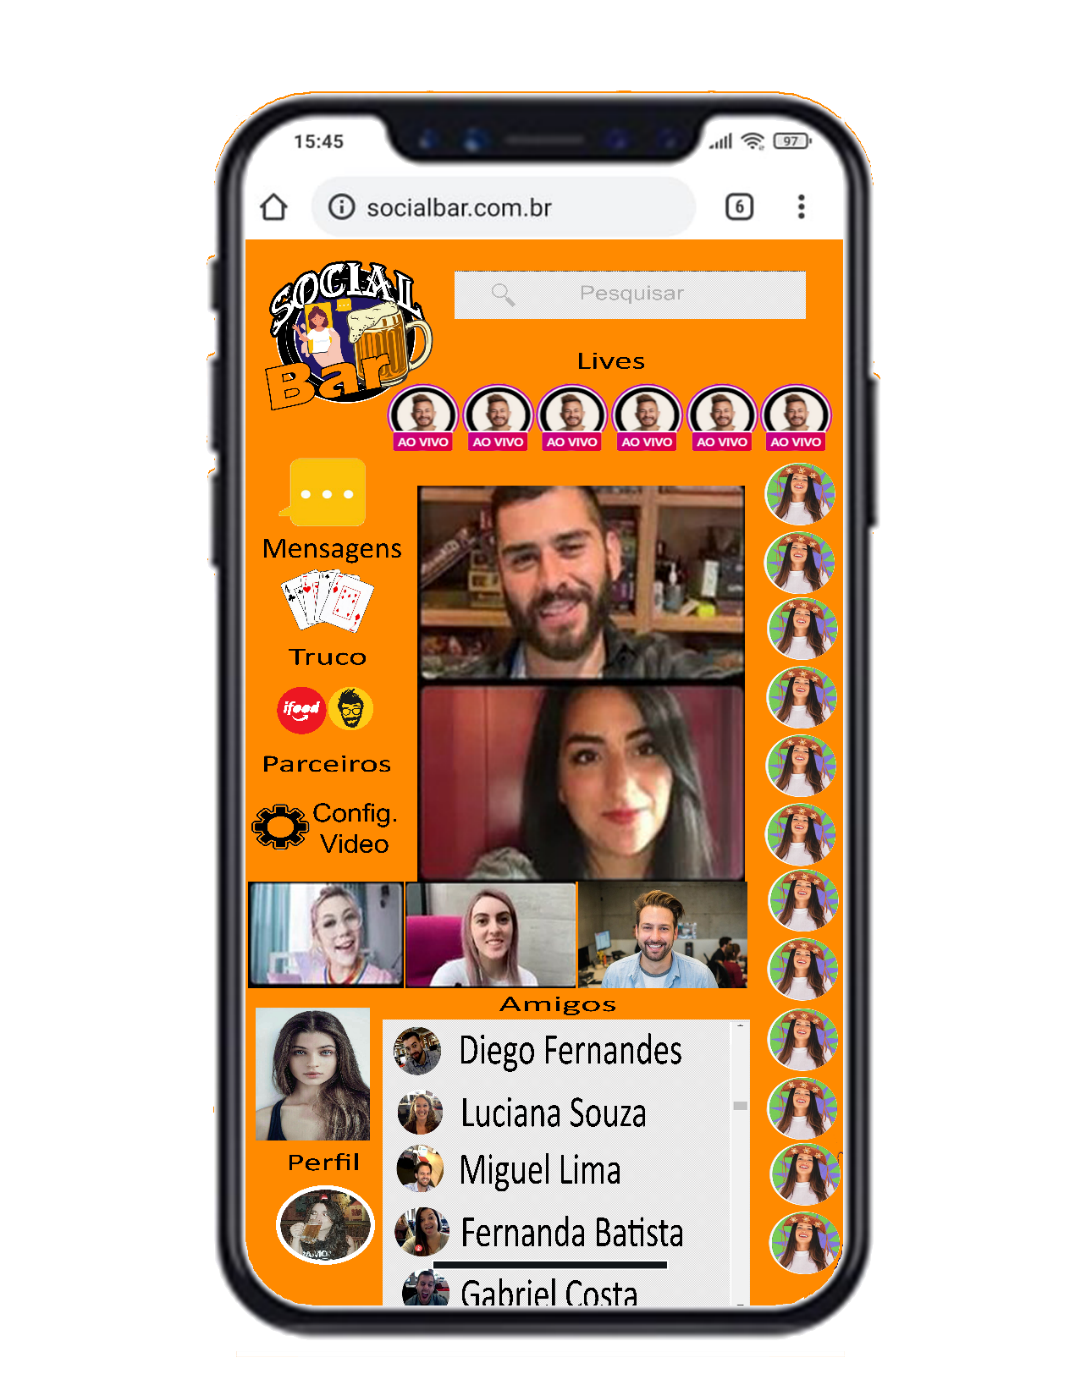 15:45
97
socialbar.com.br
6
SOCIAL
Bar
Pesquisar
Lives
AO VIVO AO VIVO AO VIVO AO VIVO AO VIVO AO VIVO
Mensagens
Truco
ifood
Parceiros
Config.
Video
Amigos
Diego Fernandes
Luciana Souza
Miguel Lima
Perfil
Fernanda Batista
Gabriel Costa